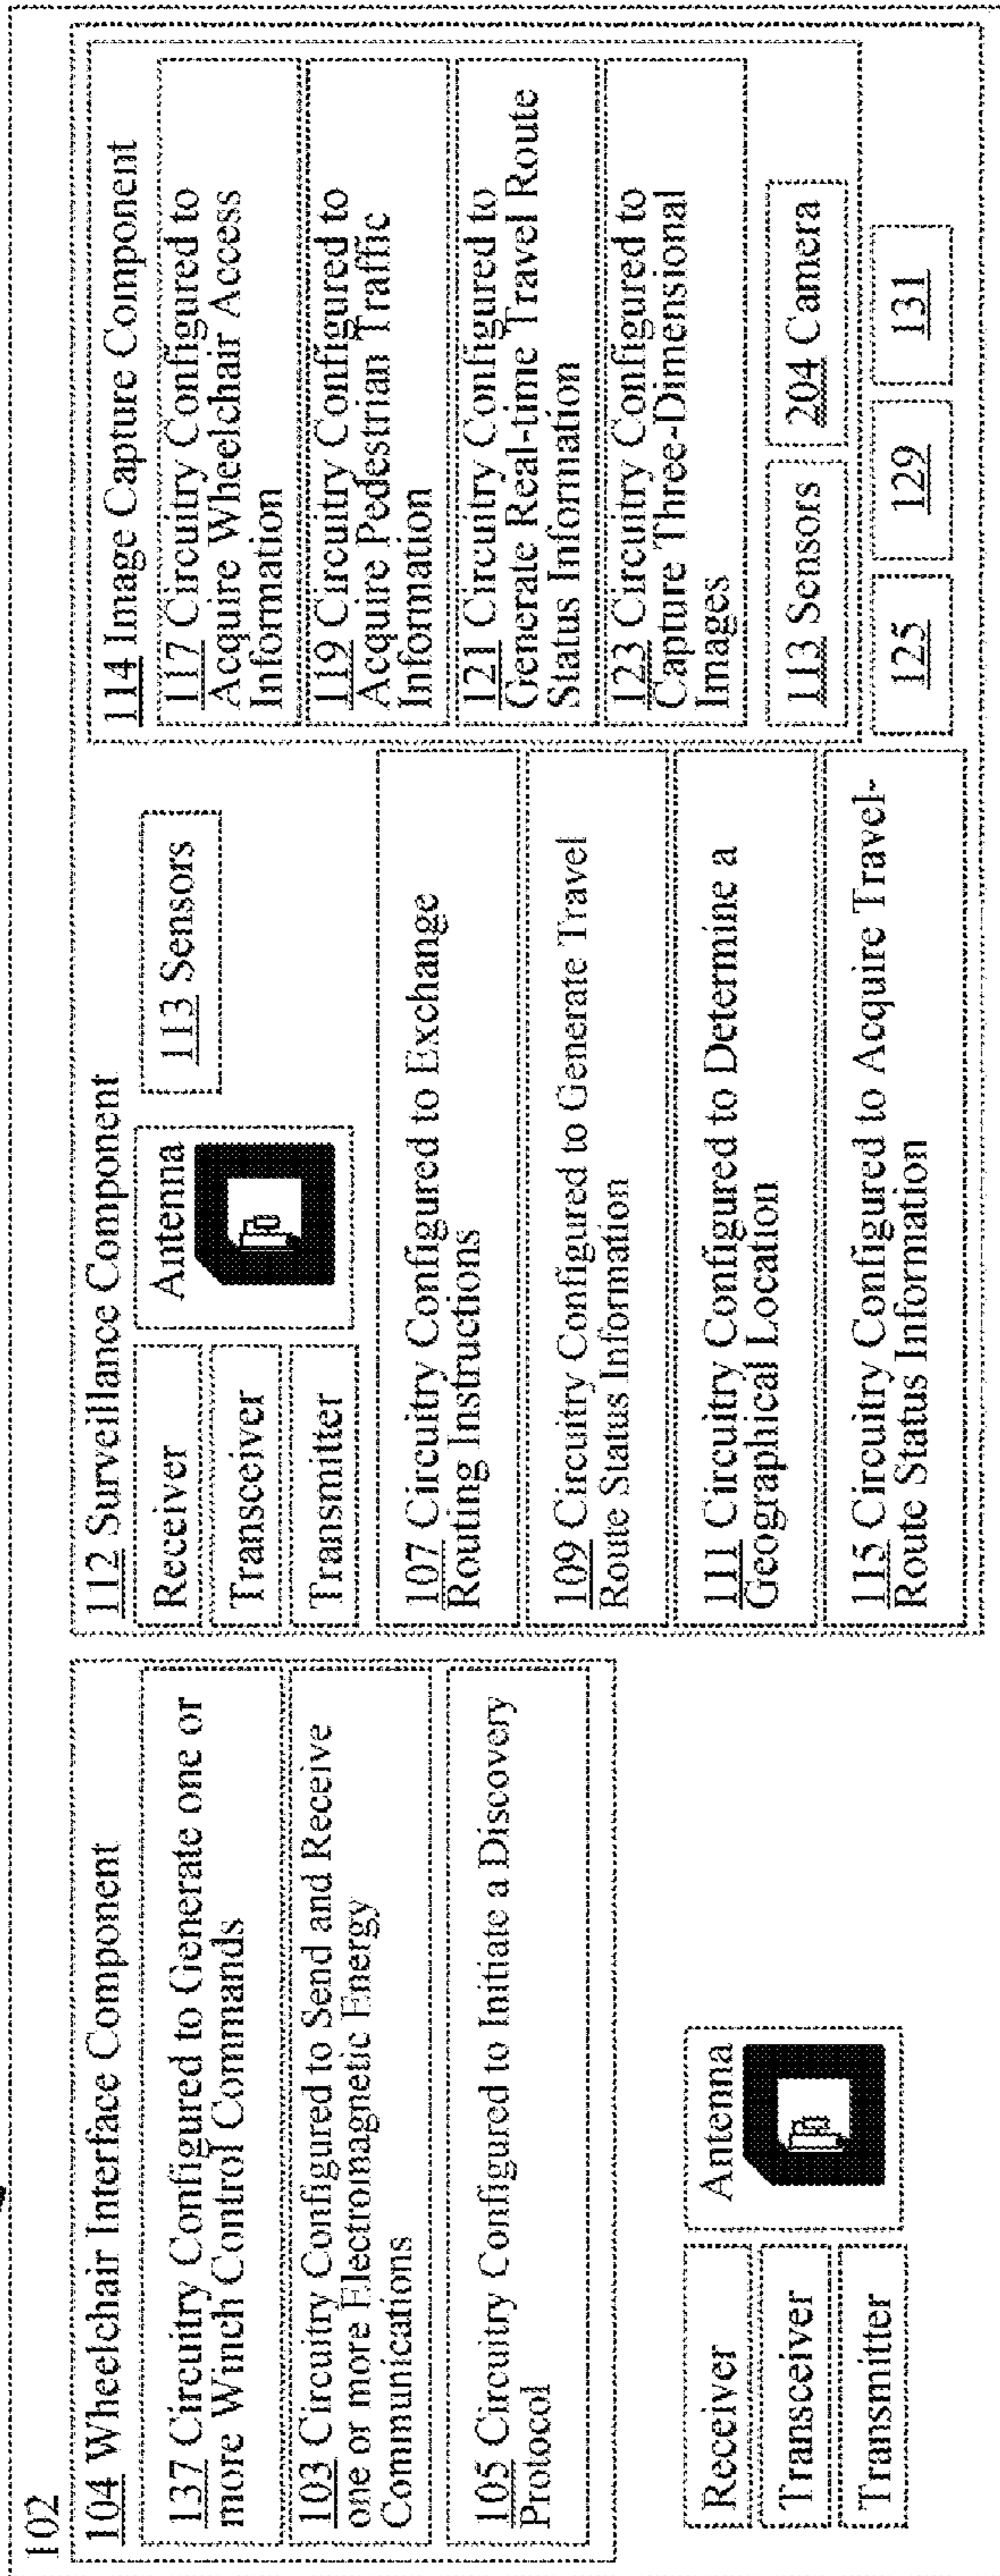 102
104 Wheelchair Interface Component
137 Circuitry Configured to Generate one or
more Winch Control Commands
103 Circuitry Configured to Send and Receive
one or more Electromagnetic Energy
Communications
105 Circuitry Configured to Initiate a Discovery
Protocol
Receiver
Transceiver
Transmitter
Antenna
112 Surveillance Component
Receiver
Transceiver
Transmitter
Antenna
113 Sensors
107 Circuitry Configured to Exchange
Routing Instructions
109 Circuitry Configured to Generate Travel
Route Status Information
111 Circuitry Configured to Determine a
Geographical Location
115 Circuitry Configured to Acquire Travel-
Route Status Information
114 Image Capture Component
117 Circuitry Configured to
Acquire Wheelchair Access
Information
119 Circuitry Configured to
Acquire Pedestrian Traffic
Information
121 Circuitry Configured to
Generate Real-time Travel Route
Status Information
123 Circuitry Configured to
Capture Three-Dimensional
Images
113 Sensors
204 Camera
125
129
131